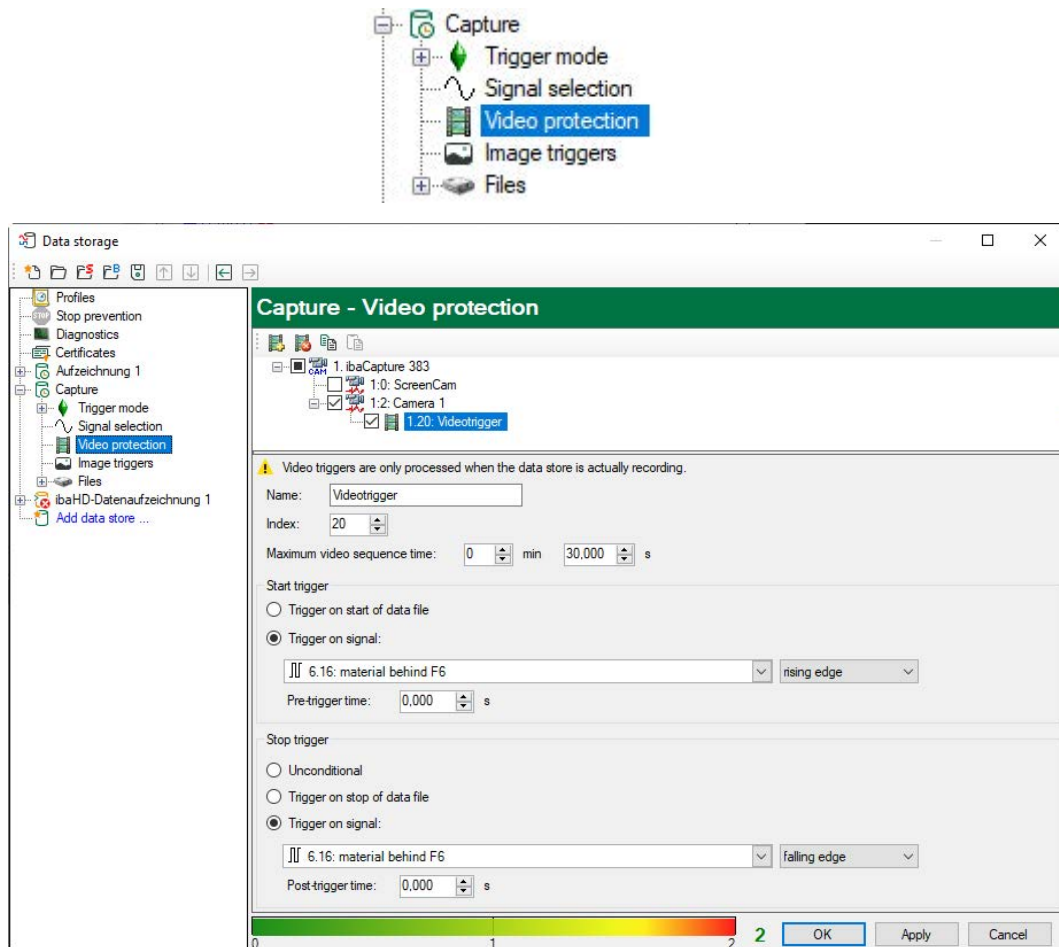 Capture
Trigger mode
Signal selection
Video protection
Image triggers
Files
Data storage
Profiles
Stop prevention
Diagnostics
Certificates
Aufzeichnung 1
Capture
Trigger mode
Signal selection
Video protection
Image triggers
Files
ibaHD-Datenaufzeichnung 1
Add data store ...
Capture - Video protection
1. ibaCapture 383
1:0: ScreenCam
1:2: Camera 1
1.20: Videotrigger
Video triggers are only processed when the data store is actually recording.
Name: Videotrigger
Index: 20
Maximum video sequence time: 0 min 30,000 s
Start trigger
Trigger on start of data file
Trigger on signal:
6.16: material behind F6 rising edge
Pre-trigger time: 0,000 s
Stop trigger
Unconditional
Trigger on stop of data file
Trigger on signal:
6.16: material behind F6 falling edge
Post-trigger time: 0,000 s
0 1 2 2 OK Apply Cancel